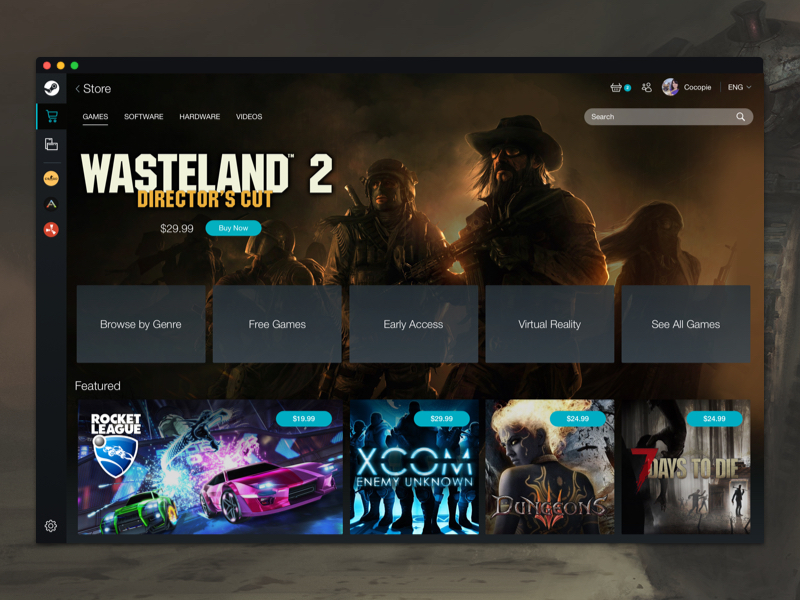 Store
2
Cocopie
ENG
GAMES
SOFTWARE
HARDWARE
VIDEOS
Search
WASTELAND™ 2
DIRECTOR'S CUT
$29.99
Buy Now
Browse by Genre
Free Games
Early Access
Virtual Reality
See All Games
Featured
$19.99
$29.99
$24.99
$24.99
ROCKET
LEAGUE
XCOM
ENEMY UNKNOWN
DUNGEONS
7 DAYS TO DIE